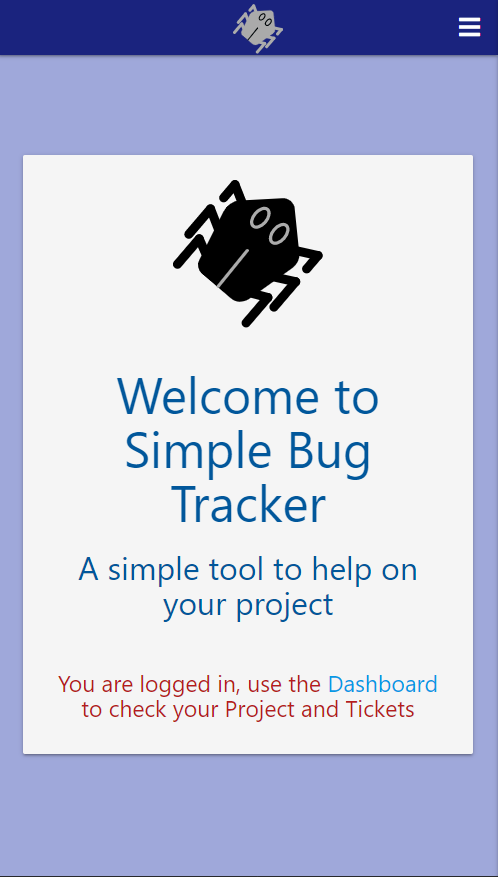 Welcome to
Simple Bug
Tracker
A simple tool to help on
your project
You are logged in, use the Dashboard
to check your Project and Tickets